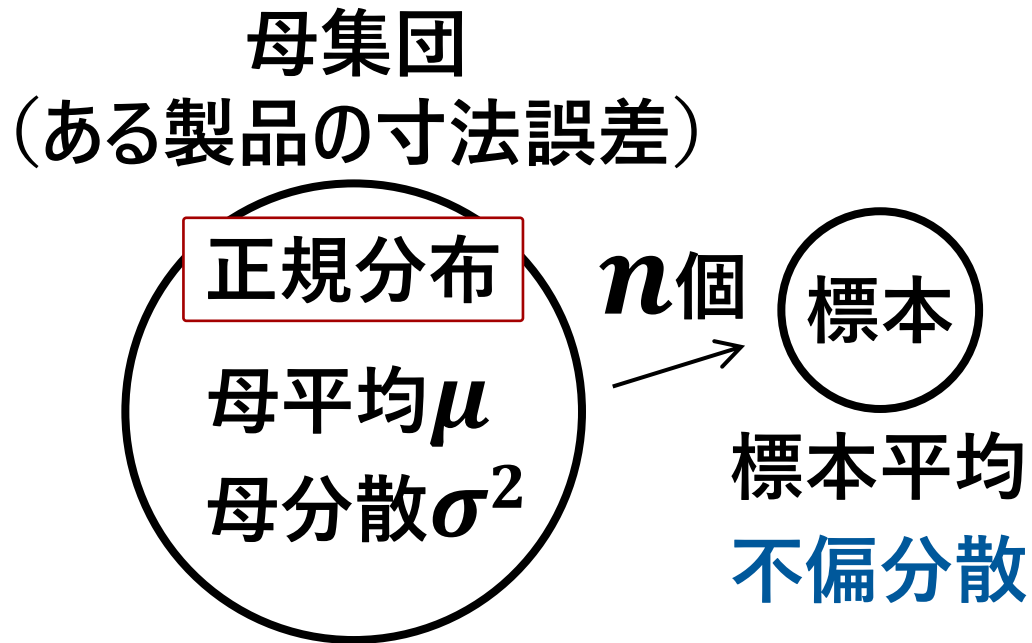 母集団
（ある製品の寸法誤差）
正規分布
母平均μ
母分散σ²
n個
標本
標本平均
不偏分散